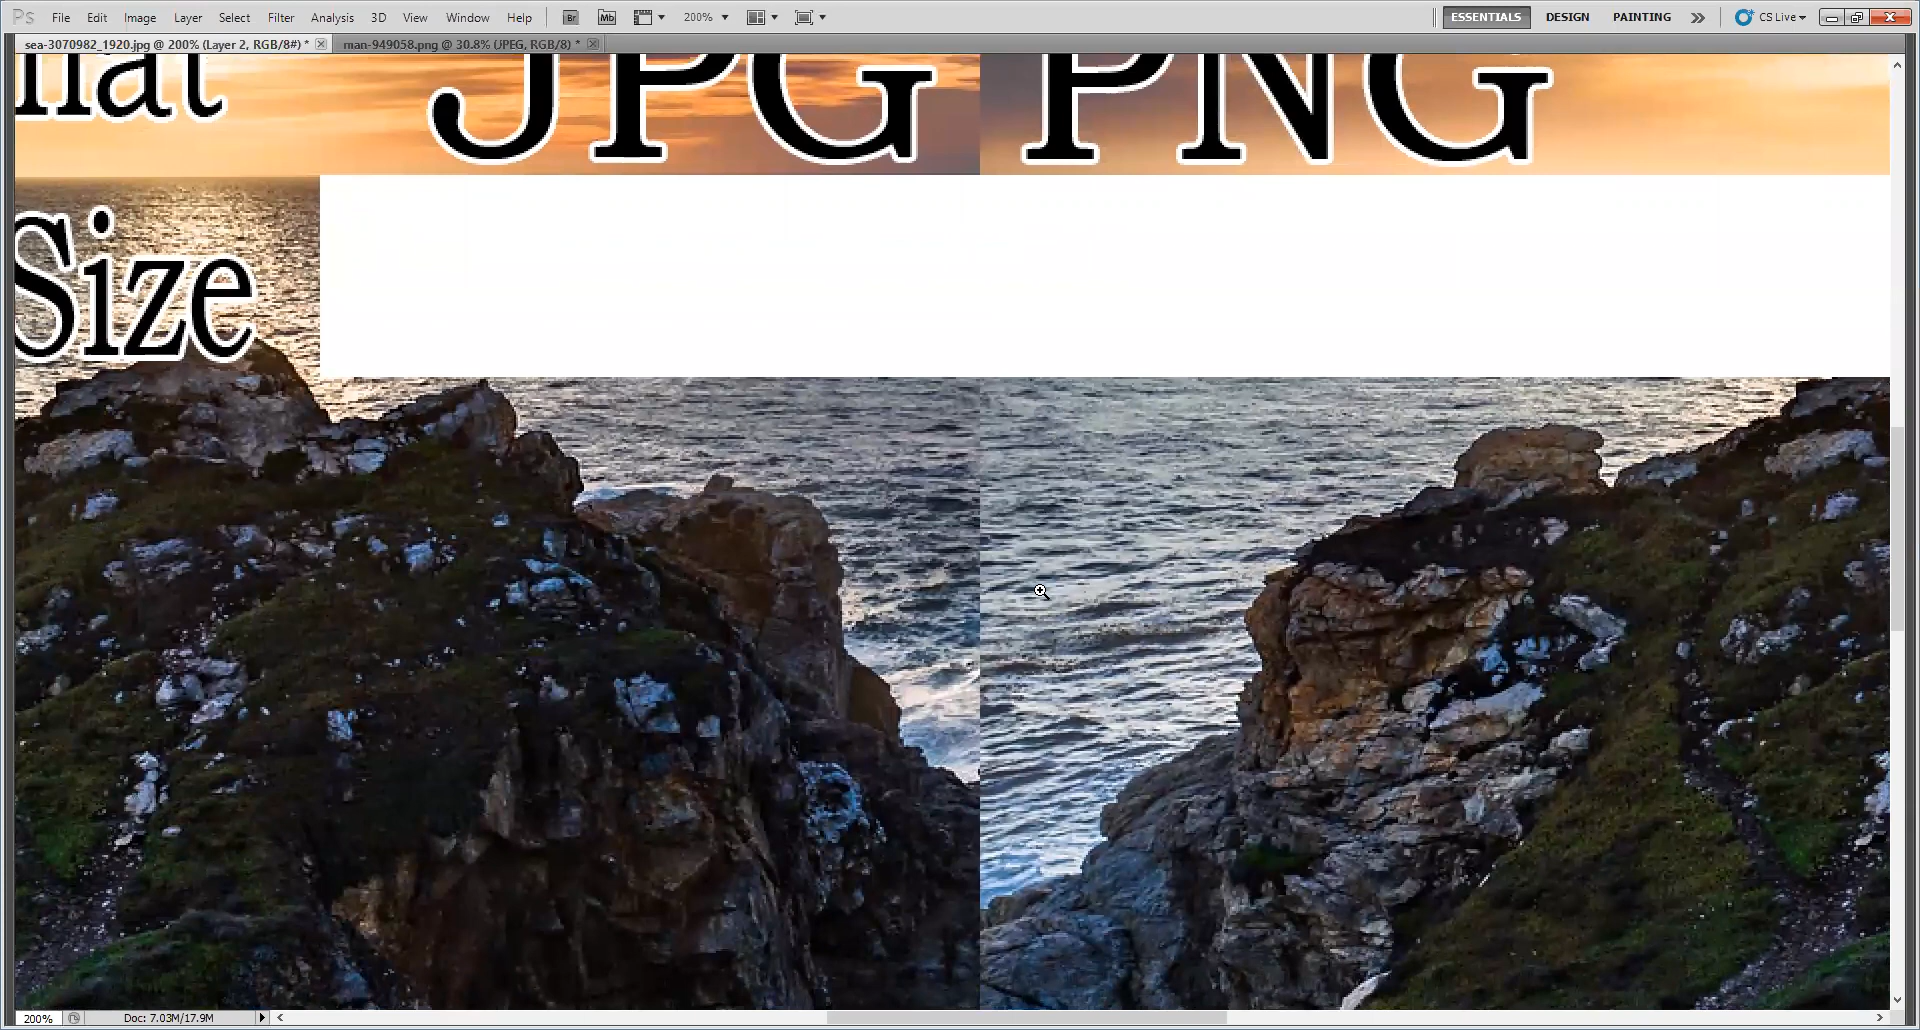 Ps File Edit Image Layer Select Filter Analysis 3D View Window Help Br Mb 200% ESSENTIALS DESIGN PAINTING CS Live
sea-3070982_1920.jpg @ 200% (Layer 2, RGB/8#) * man-949058.png @ 30.8% (JPEG, RGB/8) *
JPG PNG
Size
200% Doc: 7.03M/17.9M